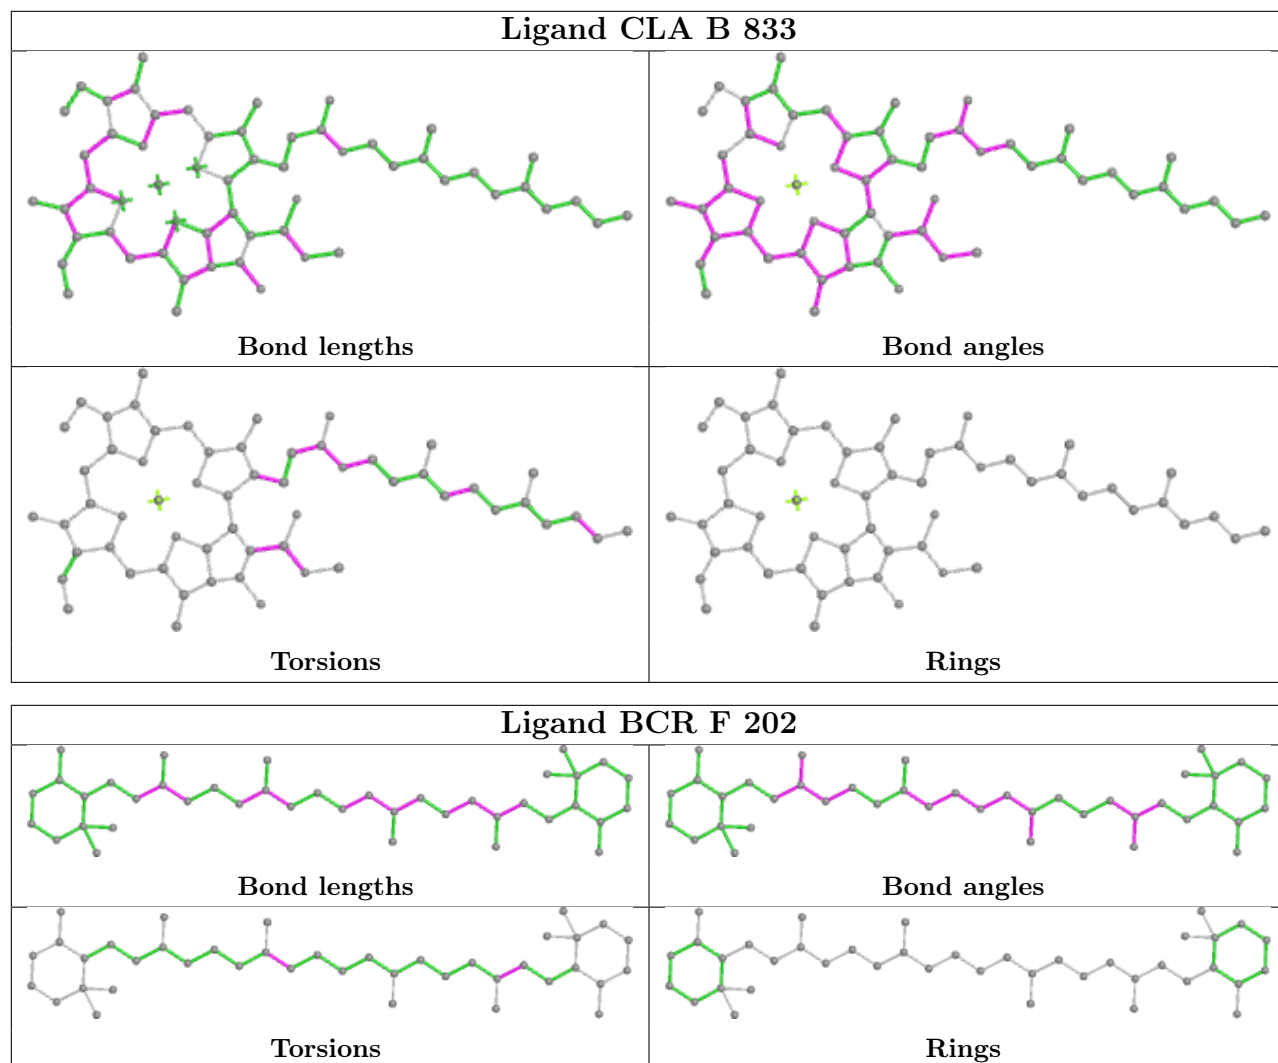 Ligand CLA B 833
Bond lengths
Bond angles
Torsions
Rings
Ligand BCR F 202
Bond lengths
Bond angles
Torsions
Rings